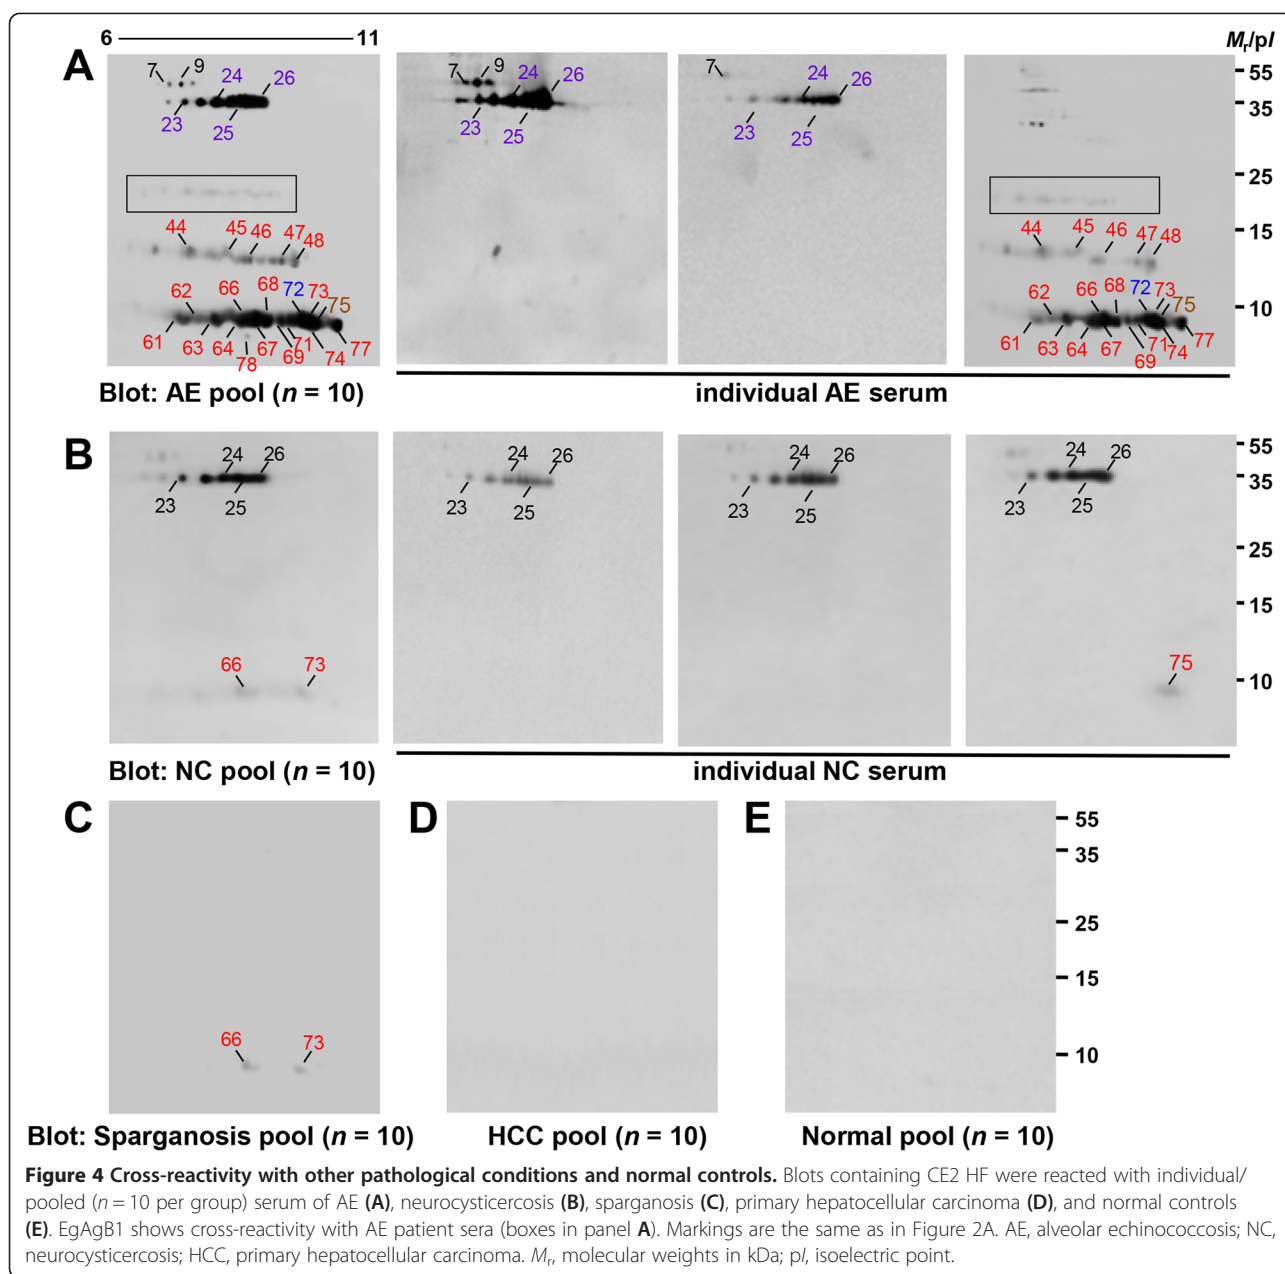 6 11
A
Mr/pI
7 9 24 26
23 25
44 45 46 47 48
62 66 68 72 73 75
61 63 64 67 69 71 74 77
78
7 9 24 26
23 25
7 24 26
23 25
44 45 46 47 48
62 66 68 72 73 75
61 63 64 67 71 74 77
69
55
35
25
15
10
Blot: AE pool (n = 10)
individual AE serum
B
24 26
23 25
66 73
24 26
23 25
24 26
23 25
24 26
23 25
75
55
35
25
15
10
Blot: NC pool (n = 10)
individual NC serum
C
66 73
D
E
55
35
25
15
10
Blot: Sparganosis pool (n = 10)
HCC pool (n = 10)
Normal pool (n = 10)
Figure 4 Cross-reactivity with other pathological conditions and normal controls. Blots containing CE2 HF were reacted with individual/
pooled (n = 10 per group) serum of AE (A), neurocysticercosis (B), sparganosis (C), primary hepatocellular carcinoma (D), and normal controls
(E). EgAgB1 shows cross-reactivity with AE patient sera (boxes in panel A). Markings are the same as in Figure 2A. AE, alveolar echinococcosis; NC,
neurocysticercosis; HCC, primary hepatocellular carcinoma. Mr, molecular weights in kDa; pI, isoelectric point.